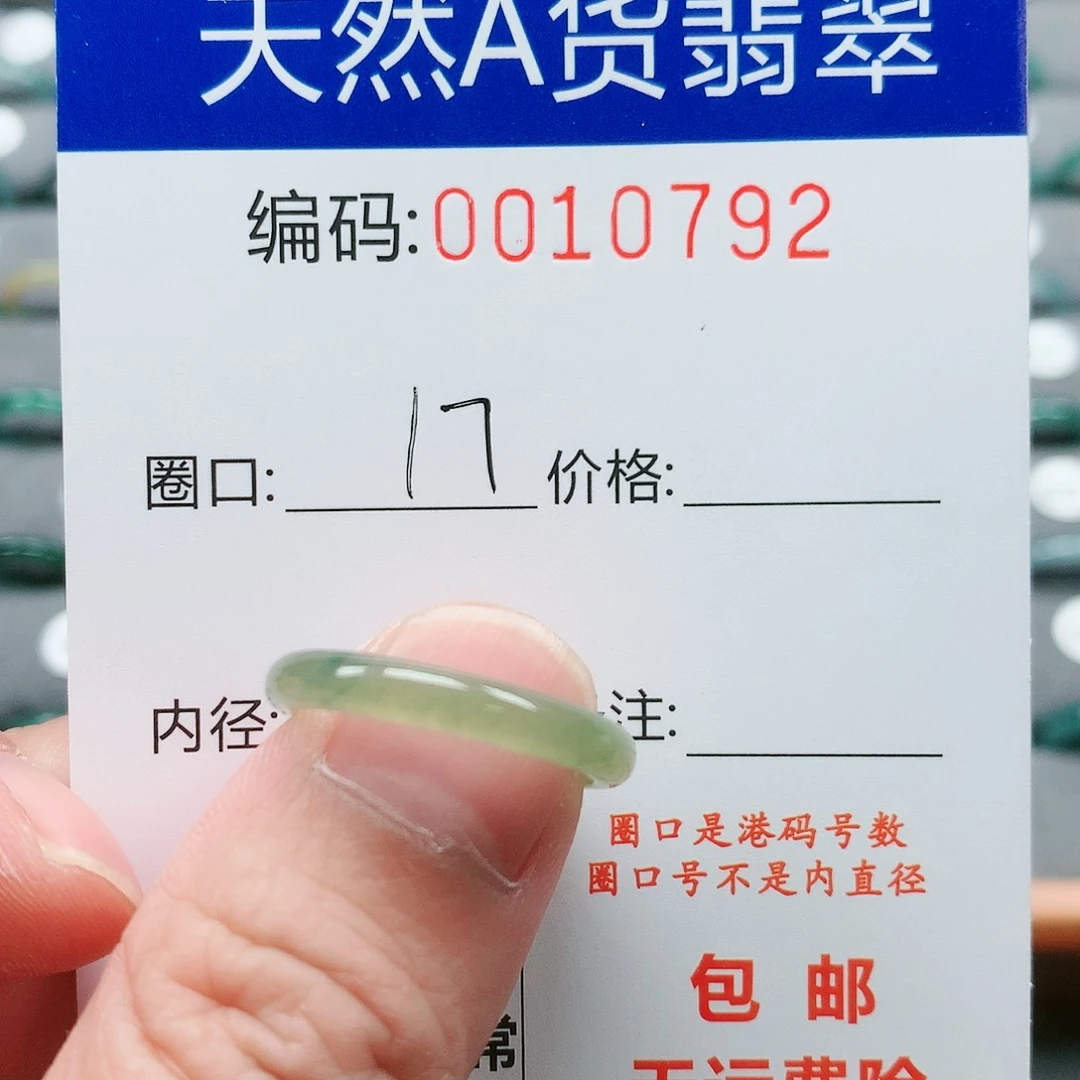 天然A货翡翠
编码:0010792
圈口: 17 价格:
内径: 注:
圈口是港码号数
圈口号不是内直径
包邮
常